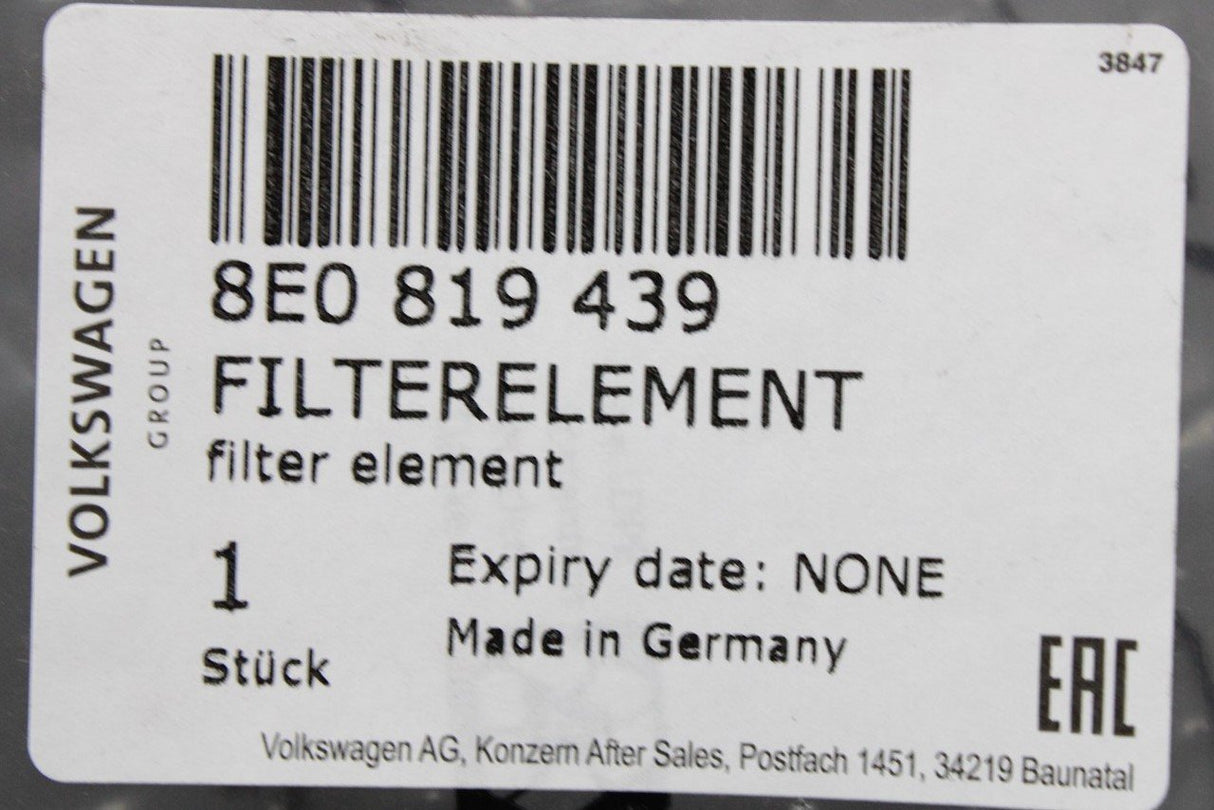 3847
VOLKSWAGEN
GROUP
8E0 819 439
FILTERELEMENT
filter element
1
Stück
Expiry date: NONE
Made in Germany
EAC
Volkswagen AG, Konzern After Sales, Postfach 1451, 34219 Baunatal